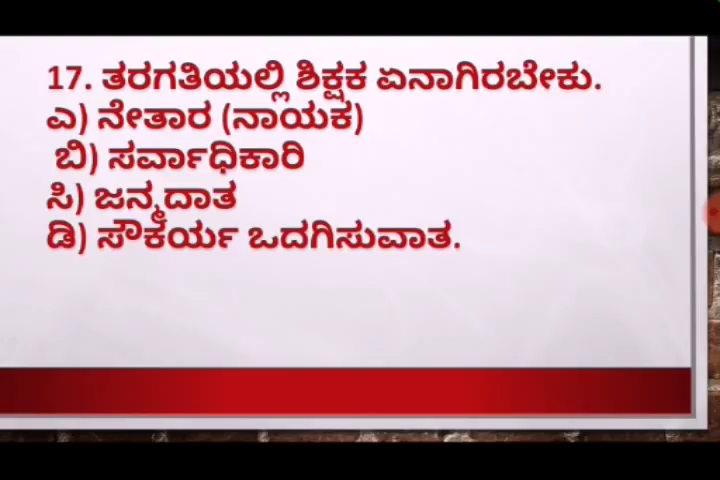 17. ತರಗತಿಯಲ್ಲಿ ಶಿಕ್ಷಕ ಏನಾಗಿರಬೇಕು.
ಎ) ನೇತಾರ (ನಾಯಕ)
ಬಿ) ಸರ್ವಾಧಿಕಾರಿ
ಸಿ) ಜನ್ಮದಾತ
ಡಿ) ಸೌಕರ್ಯ ಒದಗಿಸುವಾತ.